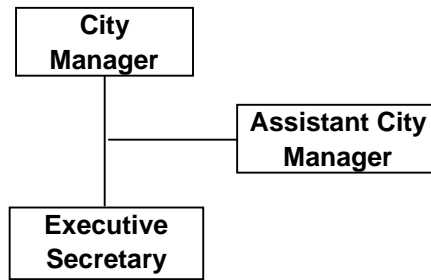 City
Manager
Assistant City
Manager
Executive
Secretary